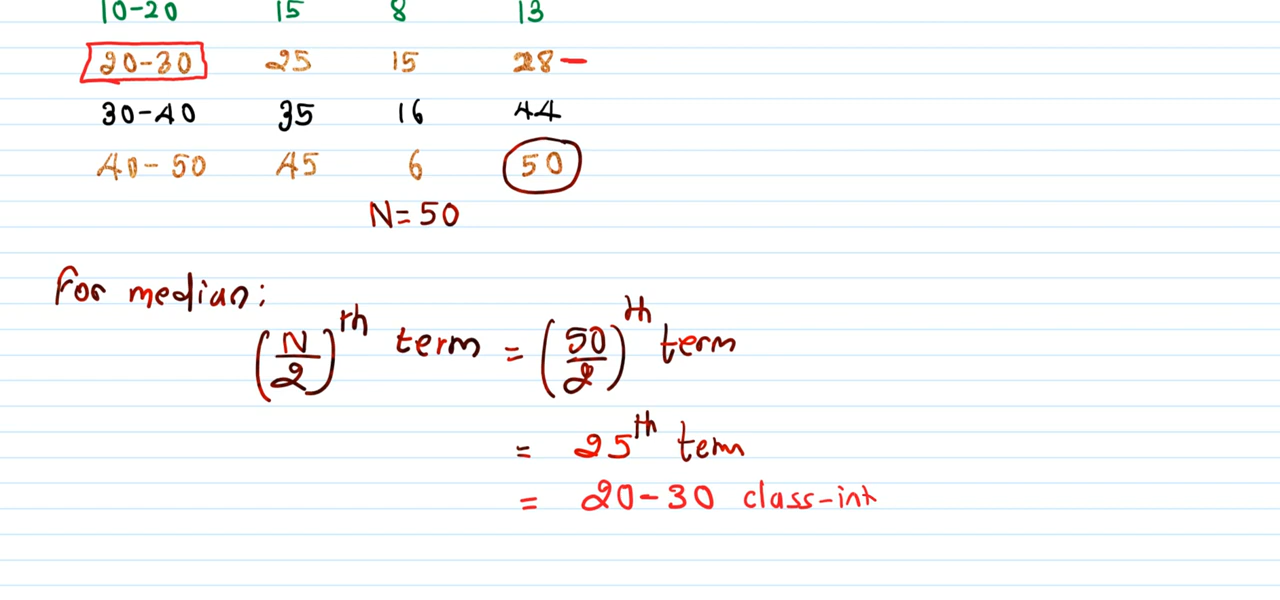 10-20 15 8 13
20-30 25 15 28 -
30-40 35 16 44
40-50 45 6 50
N=50
For median:
(N/2)th term = (50/2)th term
= 25th term
= 20-30 class-int